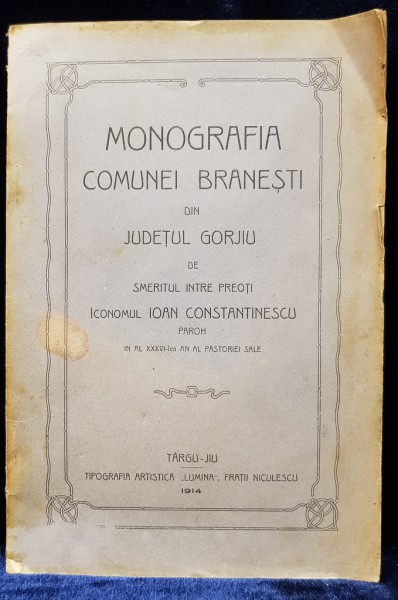 MONOGRAFIA
COMUNEI BRANEȘTI
DIN
JUDEȚUL GORJIU
DE
SMERITUL INTRE PREOȚI
ICONOMUL IOAN CONSTANTINESCU
PAROH
IN AL XXXVI-lea AN AL PĂSTORIEI SALE
TÂRGU-JIU
TIPOGRAFIA ARTISTICA „LUMINA“, FRAȚII NICULESCU
1914